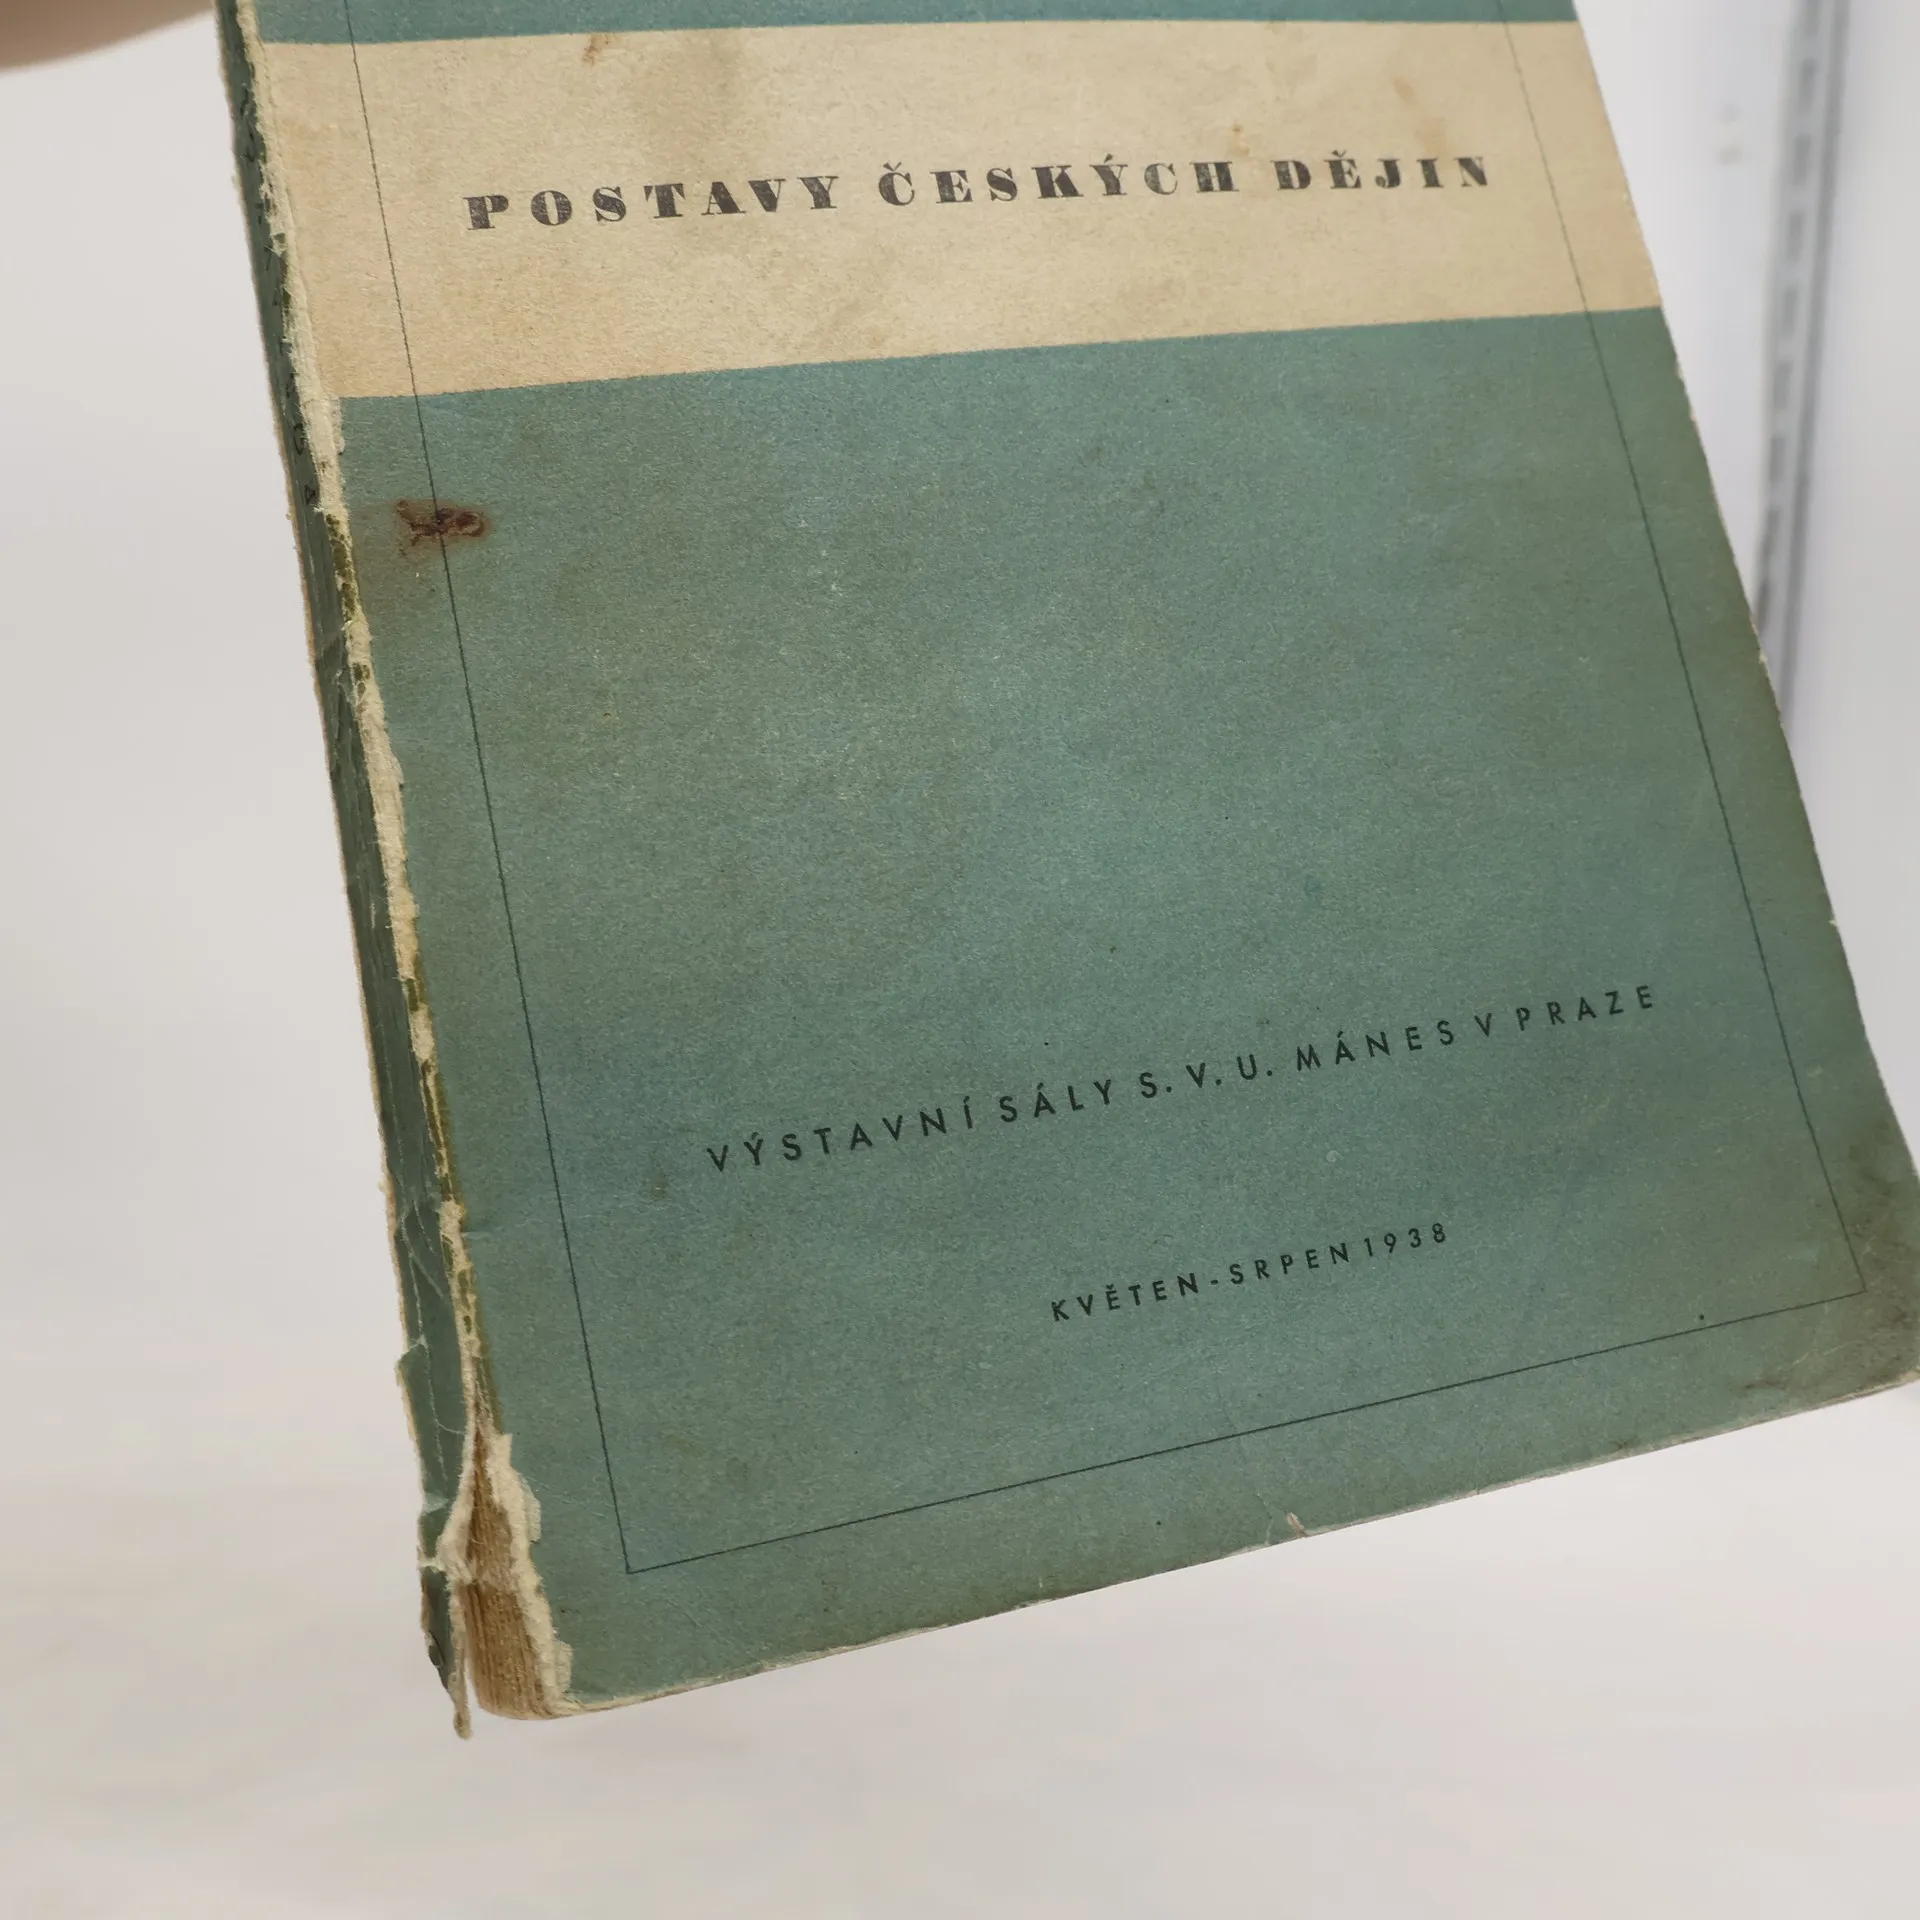 POSTAVY ČESKÝCH DĚJIN
VÝSTAVNÍ SÁLY S. V. U. MÁNES V PRAZE
KVĚTEN - SRPEN 1938